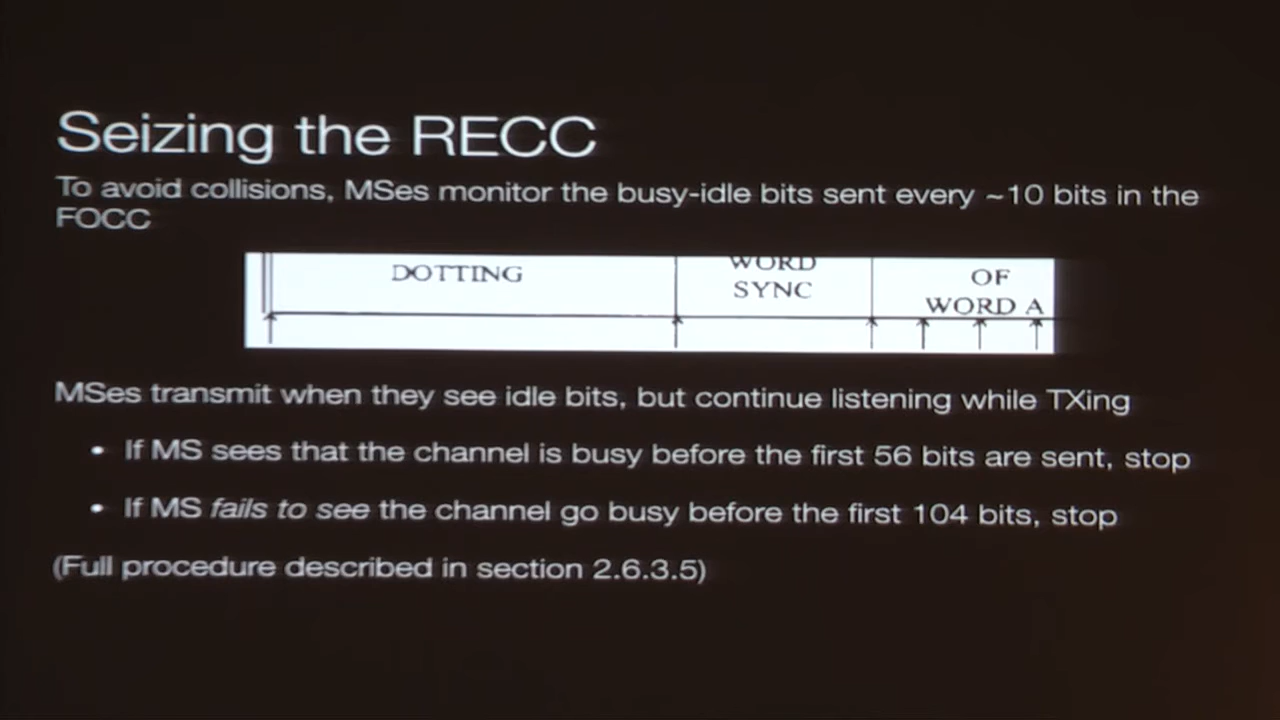 Seizing the RECC
To avoid collisions, MSes monitor the busy-idle bits sent every ~10 bits in the
FOCC
DOTTING
WORD
SYNC
OF
WORD A
MSes transmit when they see idle bits, but continue listening while TXing
• If MS sees that the channel is busy before the first 56 bits are sent, stop
• If MS fails to see the channel go busy before the first 104 bits, stop
(Full procedure described in section 2.6.3.5)